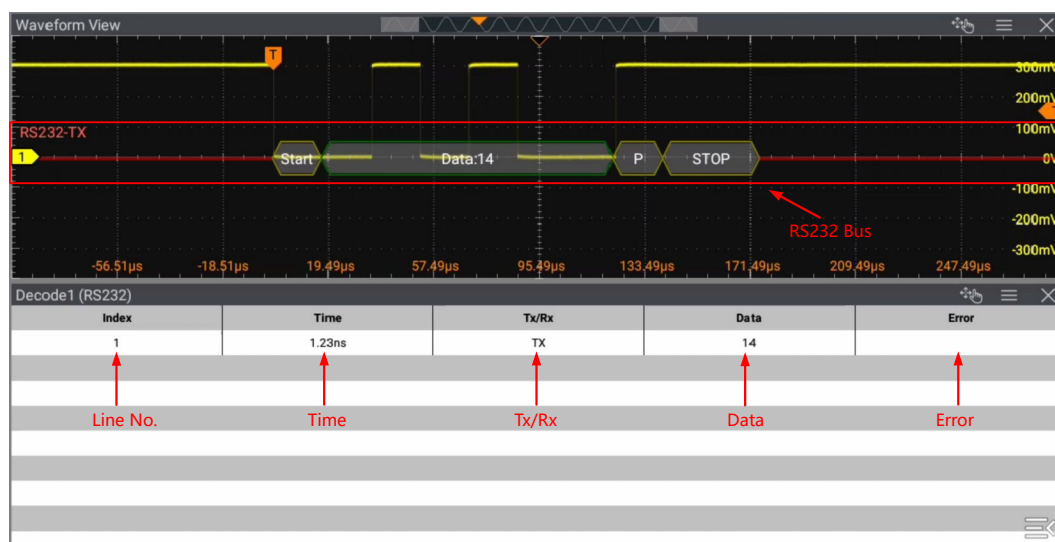 Waveform View
T
300mV
200mV
RS232-TX
100mV
1
Start
Data:14
P
STOP
0V
-100mV
RS232 Bus
-200mV
-300mV
-56.51µs -18.51µs 19.49µs 57.49µs 95.49µs 133.49µs 171.49µs 209.49µs 247.49µs
Decode1 (RS232)
Index Time Tx/Rx Data Error
1 1.23ns TX 14
Line No. Time Tx/Rx Data Error